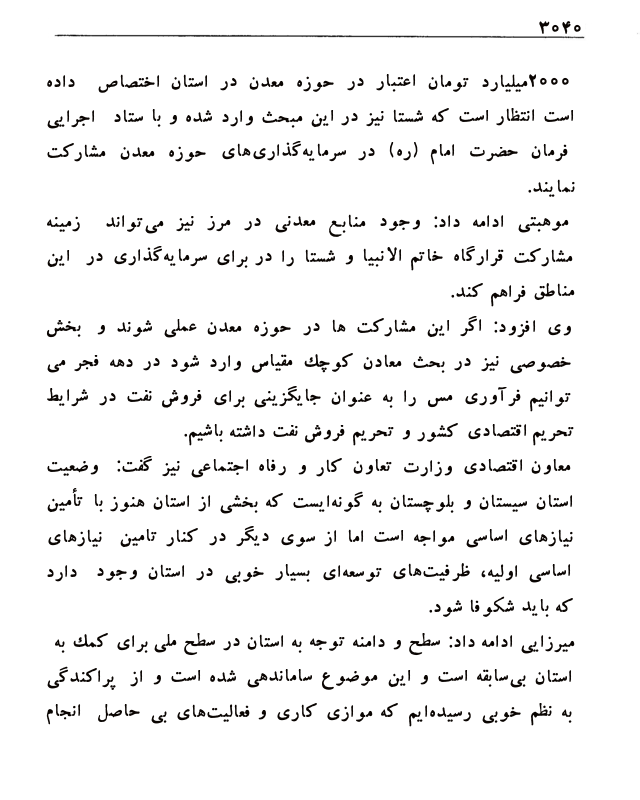 ۳۰۴۰
۲۰۰۰میلیارد تومان اعتبار در حوزه معدن در استان اختصاص داده
است انتظار است که شستا نیز در این مبحث وارد شده و با ستاد اجرایی
فرمان حضرت امام (ره) در سرمایه‌گذاری‌های حوزه معدن مشارکت
نمایند.
موهبتی ادامه داد: وجود منابع معدنی در مرز نیز می‌تواند زمینه
مشارکت قرارگاه خاتم الانبیا و شستا را در برای سرمایه‌گذاری در این
مناطق فراهم کند.
وی افزود: اگر این مشارکت ها در حوزه معدن عملی شوند و بخش
خصوصی نیز در بحث معادن کوچك مقیاس وارد شود در دهه فجر می
توانیم فرآوری مس را به عنوان جایگزینی برای فروش نفت در شرایط
تحریم اقتصادی کشور و تحریم فروش نفت داشته باشیم.
معاون اقتصادی وزارت تعاون کار و رفاه اجتماعی نیز گفت: وضعیت
استان سیستان و بلوچستان به گونه‌ایست که بخشی از استان هنوز با تأمین
نیازهای اساسی مواجه است اما از سوی دیگر در کنار تامین نیازهای
اساسی اولیه، ظرفیت‌های توسعه‌ای بسیار خوبی در استان وجود دارد
که باید شکوفا شود.
میرزایی ادامه داد: سطح و دامنه توجه به استان در سطح ملی برای کمك به
استان بی‌سابقه است و این موضوع ساماندهی شده است و از پراکندگی
به نظم خوبی رسیده‌ایم که موازی کاری و فعالیت‌های بی حاصل انجام